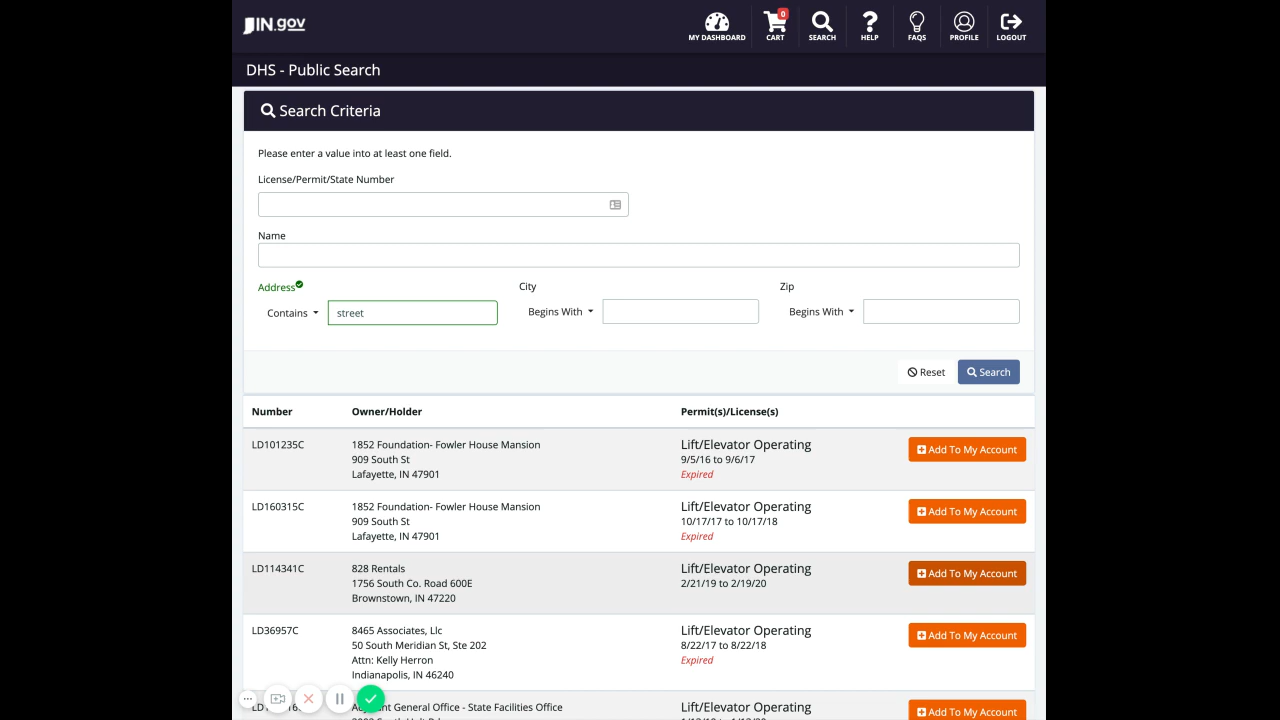 IN.gov
MY DASHBOARD
0
CART
SEARCH
HELP
FAQS
PROFILE
LOGOUT
DHS - Public Search
Search Criteria
Please enter a value into at least one field.
License/Permit/State Number
Name
Address
City
Zip
Contains
street
Begins With
Begins With
Reset
Search
Number
Owner/Holder
Permit(s)/License(s)
LD101235C
1852 Foundation- Fowler House Mansion
909 South St
Lafayette, IN 47901
Lift/Elevator Operating
9/5/16 to 9/6/17
Expired
Add To My Account
LD160315C
1852 Foundation- Fowler House Mansion
909 South St
Lafayette, IN 47901
Lift/Elevator Operating
10/17/17 to 10/17/18
Expired
Add To My Account
LD114341C
828 Rentals
1756 South Co. Road 600E
Brownstown, IN 47220
Lift/Elevator Operating
2/21/19 to 2/19/20
Add To My Account
LD36957C
8465 Associates, Llc
50 South Meridian St, Ste 202
Attn: Kelly Herron
Indianapolis, IN 46240
Lift/Elevator Operating
8/22/17 to 8/22/18
Expired
Add To My Account
General Office - State Facilities Office
Lift/Elevator Operating
Add To My Account